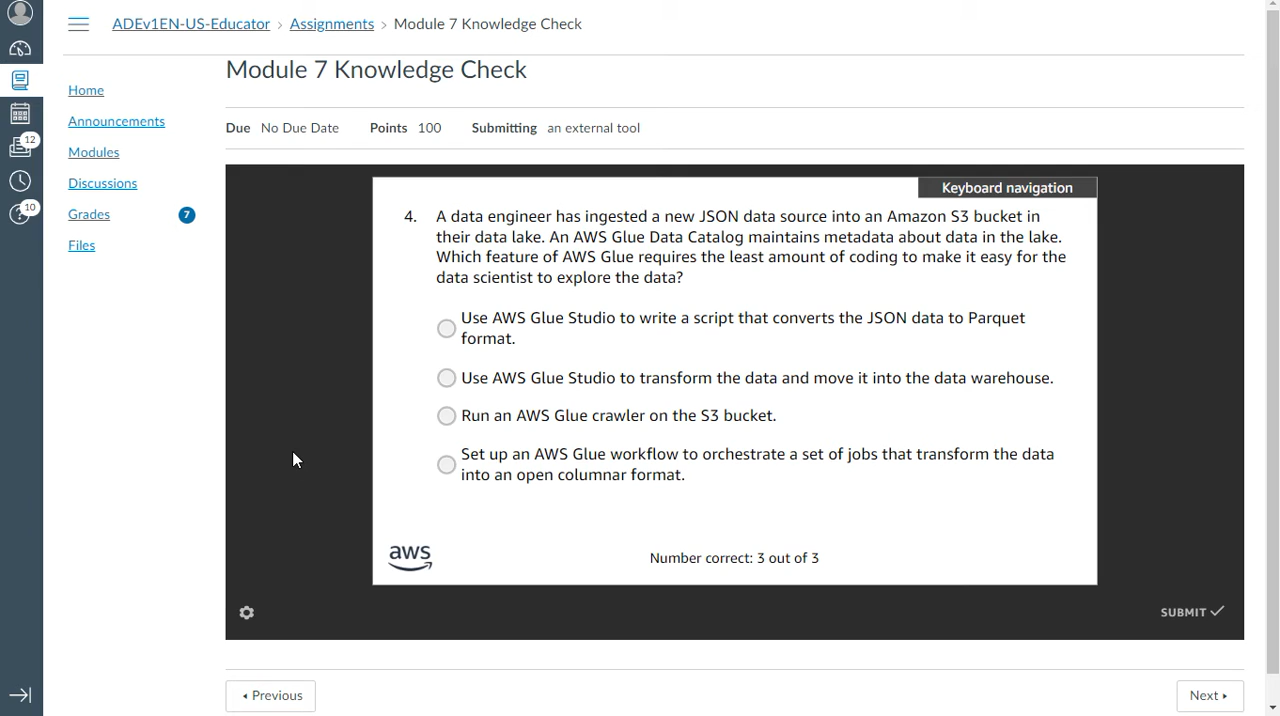 ADEv1EN-US-Educator > Assignments > Module 7 Knowledge Check
Module 7 Knowledge Check
Home
Announcements
Modules
Discussions
Grades 7
Files
12
10
Due No Due Date Points 100 Submitting an external tool
Keyboard navigation
4. A data engineer has ingested a new JSON data source into an Amazon S3 bucket in
their data lake. An AWS Glue Data Catalog maintains metadata about data in the lake.
Which feature of AWS Glue requires the least amount of coding to make it easy for the
data scientist to explore the data?
Use AWS Glue Studio to write a script that converts the JSON data to Parquet
format.
Use AWS Glue Studio to transform the data and move it into the data warehouse.
Run an AWS Glue crawler on the S3 bucket.
Set up an AWS Glue workflow to orchestrate a set of jobs that transform the data
into an open columnar format.
aws
Number correct: 3 out of 3
SUBMIT
Previous
Next